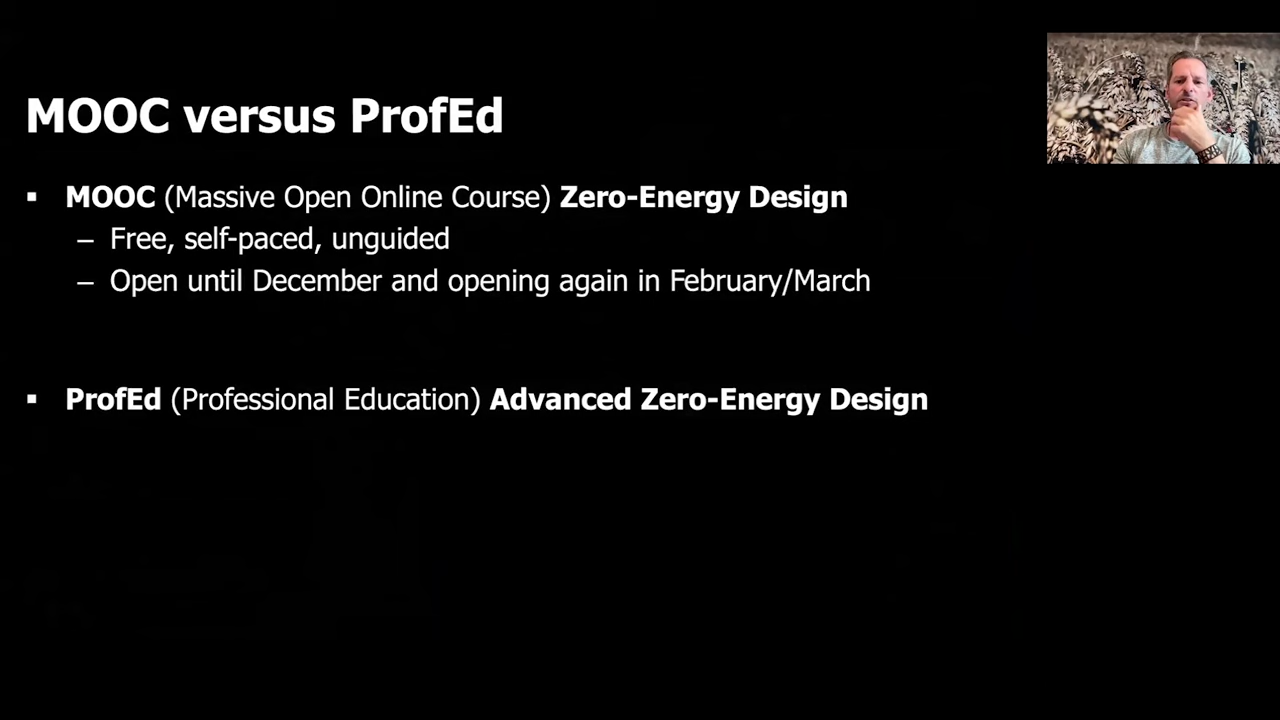 MOOC versus ProfEd
▪ MOOC (Massive Open Online Course) Zero-Energy Design
– Free, self-paced, unguided
– Open until December and opening again in February/March
▪ ProfEd (Professional Education) Advanced Zero-Energy Design